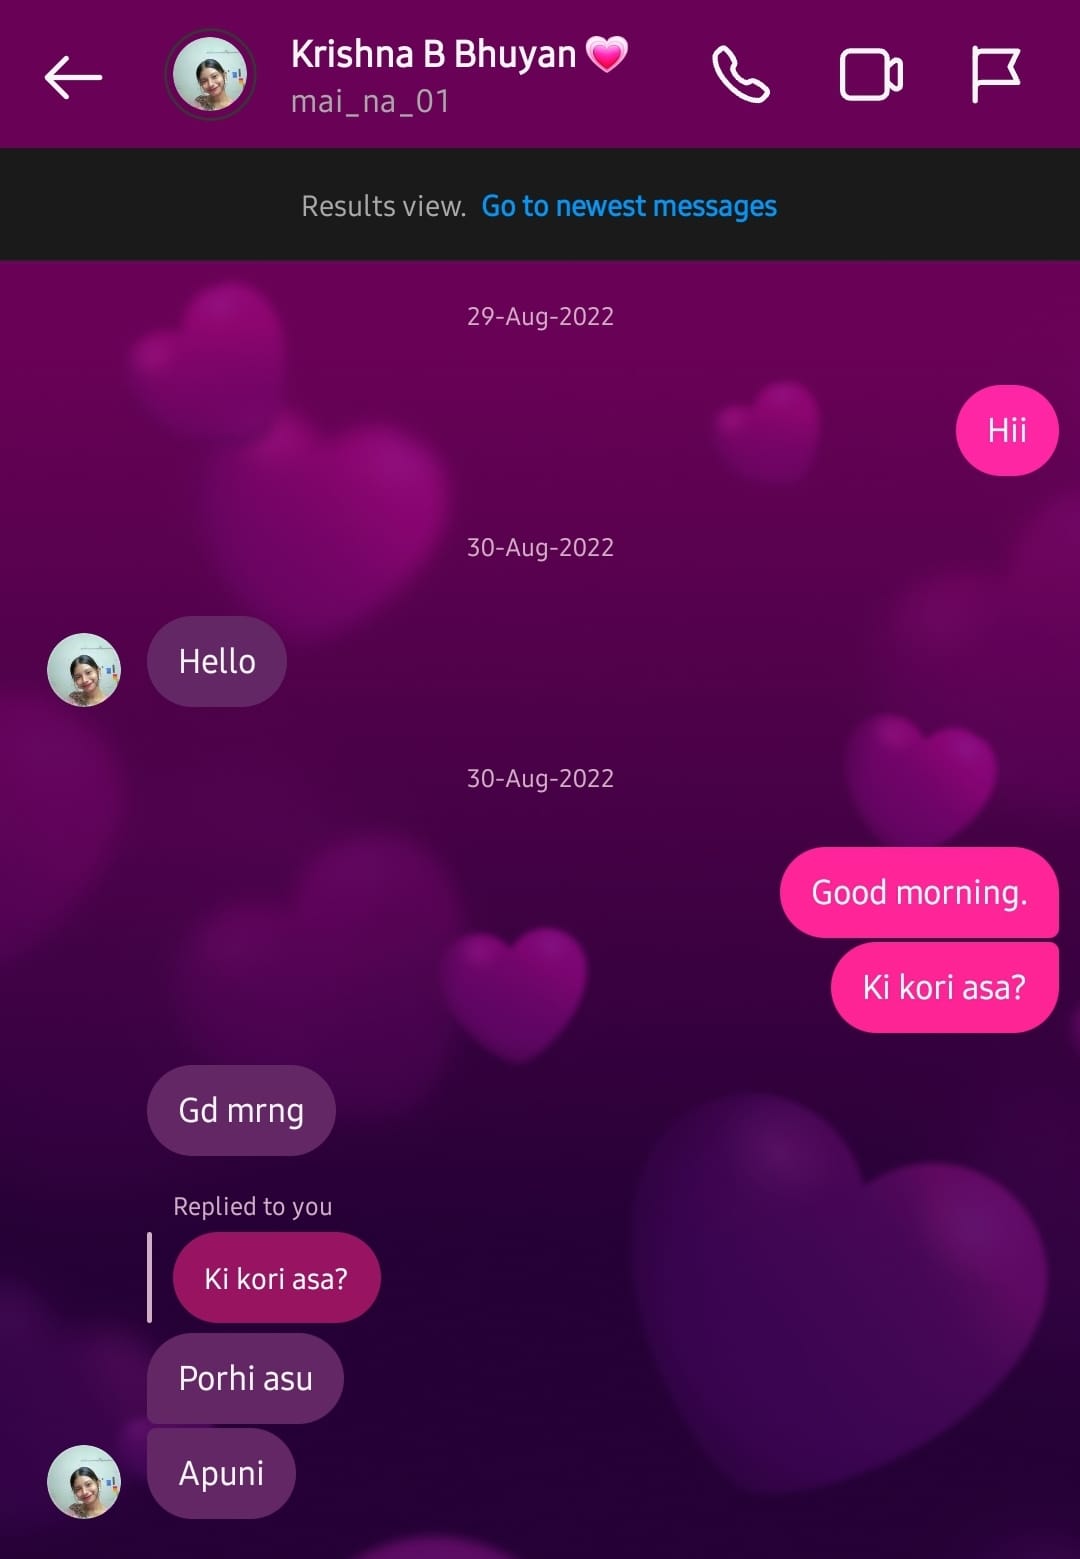 Krishna B Bhuyan 💗
mai_na_01
Results view. Go to newest messages
29-Aug-2022
Hii
30-Aug-2022
Hello
30-Aug-2022
Good morning.
Ki kori asa?
Gd mrng
Replied to you
Ki kori asa?
Porhi asu
Apuni